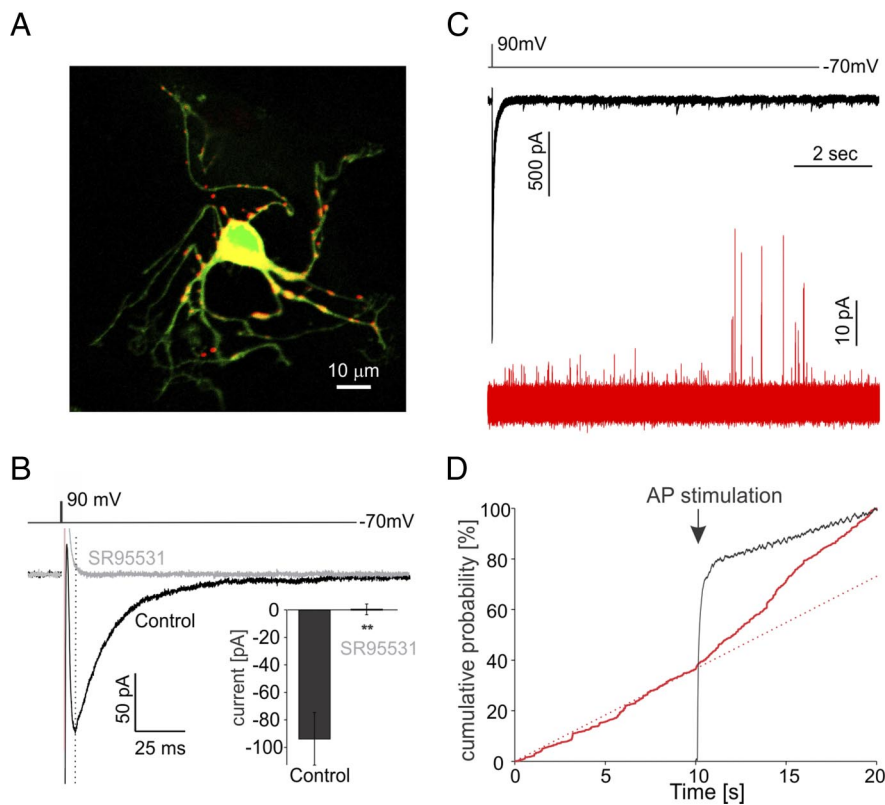 A
10 μm
B
90 mV
-70mV
SR95531
Control
50 pA
25 ms
current [pA]
0
-20
-40
-60
-80
-100
**
SR95531
Control
C
90mV
-70mV
500 pA
2 sec
10 pA
D
AP stimulation
cumulative probability [%]
100
80
60
40
20
0
0
5
10
15
20
Time [s]